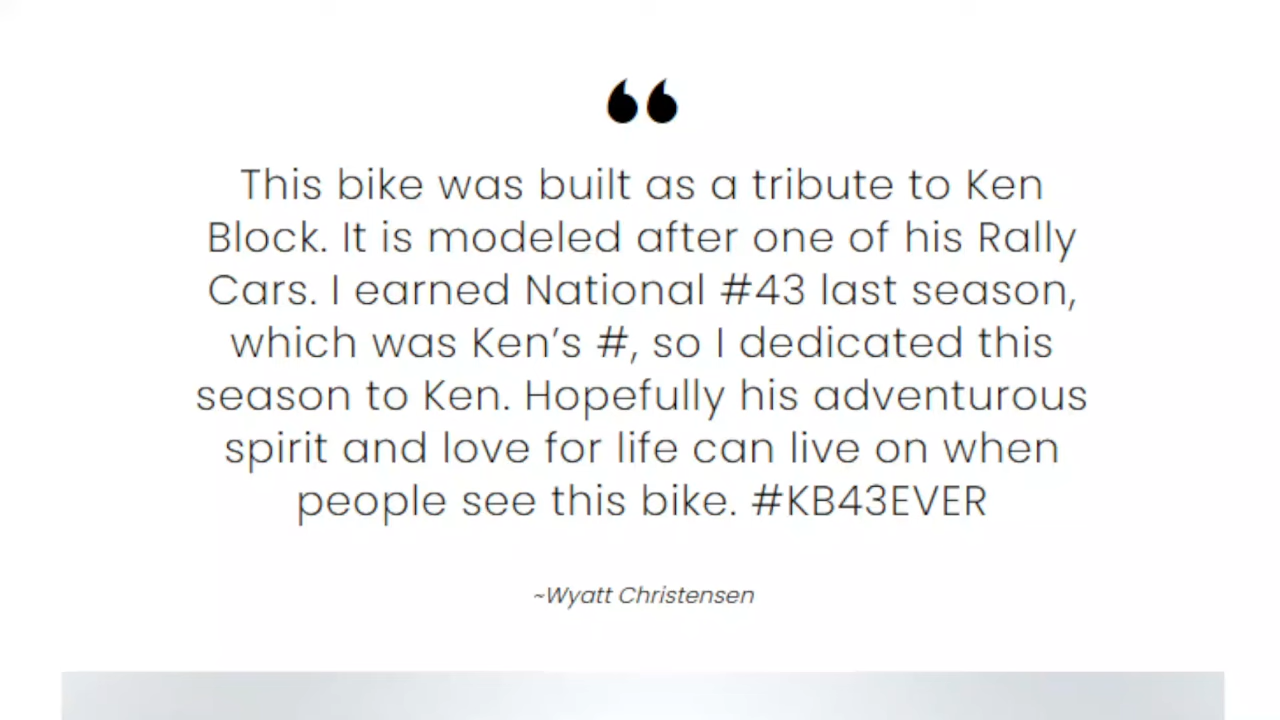 ❝
This bike was built as a tribute to Ken
Block. It is modeled after one of his Rally
Cars. I earned National #43 last season,
which was Ken’s #, so I dedicated this
season to Ken. Hopefully his adventurous
spirit and love for life can live on when
people see this bike. #KB43EVER
~Wyatt Christensen